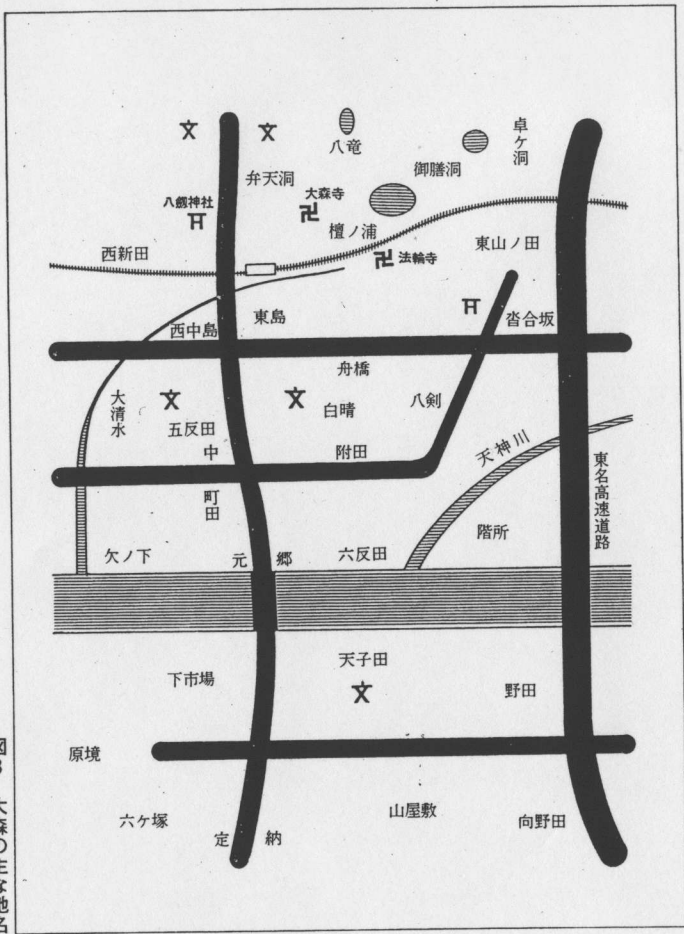 八竜
卓ケ洞
御膳洞
弁天洞
大森寺
八劔神社
檀ノ浦
西新田
法輪寺
東山ノ田
東島
西中島
沓合坂
舟橋
大清水
八剣
白晴
五反田
附田
天神川
中町田
東名高速道路
階所
欠ノ下
元郷
六反田
天子田
下市場
野田
原境
山屋敷
六ケ塚
定納
向野田
図8 大森の主な地名